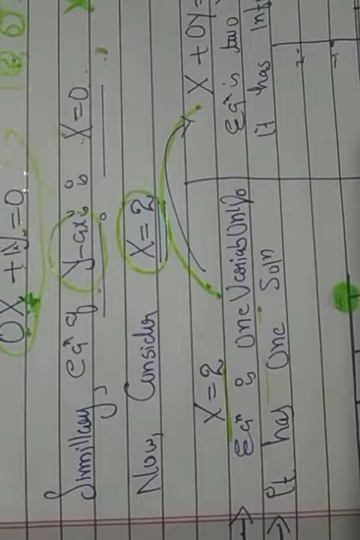 0x + 1y = 0
Simillarly, Eqn of y-axis is x = 0.
Now, Consider x = 2
x = 2
Eqn is one Variable only
It has One Soln
x + 0y =
Eqn is two
It has Inf